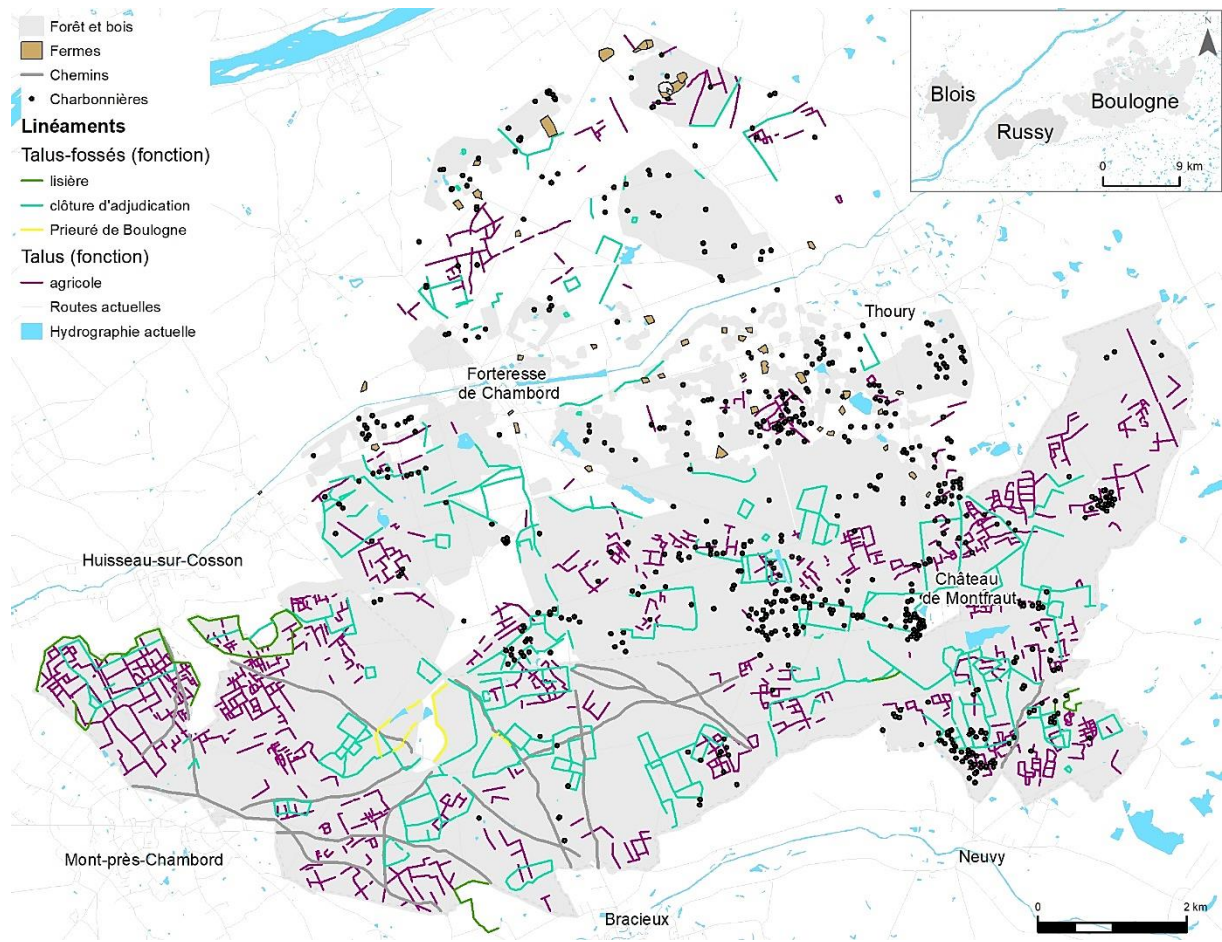 Forêt et bois
Fermes
Chemins
Charbonnières
Linéaments
Talus-fossés (fonction)
lisière
clôture d'adjudication
Prieuré de Boulogne
Talus (fonction)
agricole
Routes actuelles
Hydrographie actuelle
N
Blois
Russy
Boulogne
0 9 km
Thoury
Forteresse
de Chambord
Huisseau-sur-Cosson
Château
de Montfraut
Mont-près-Chambord
Neuvy
Bracieux
0 2 km